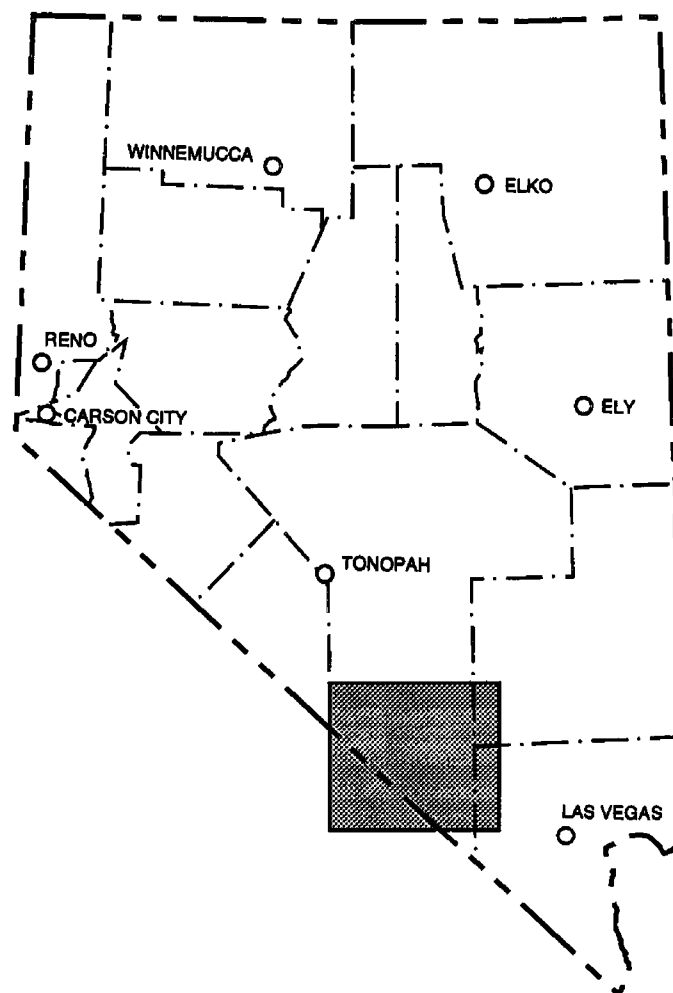 WINNEMUCCA
ELKO
RENO
CARSON CITY
ELY
TONOPAH
LAS VEGAS